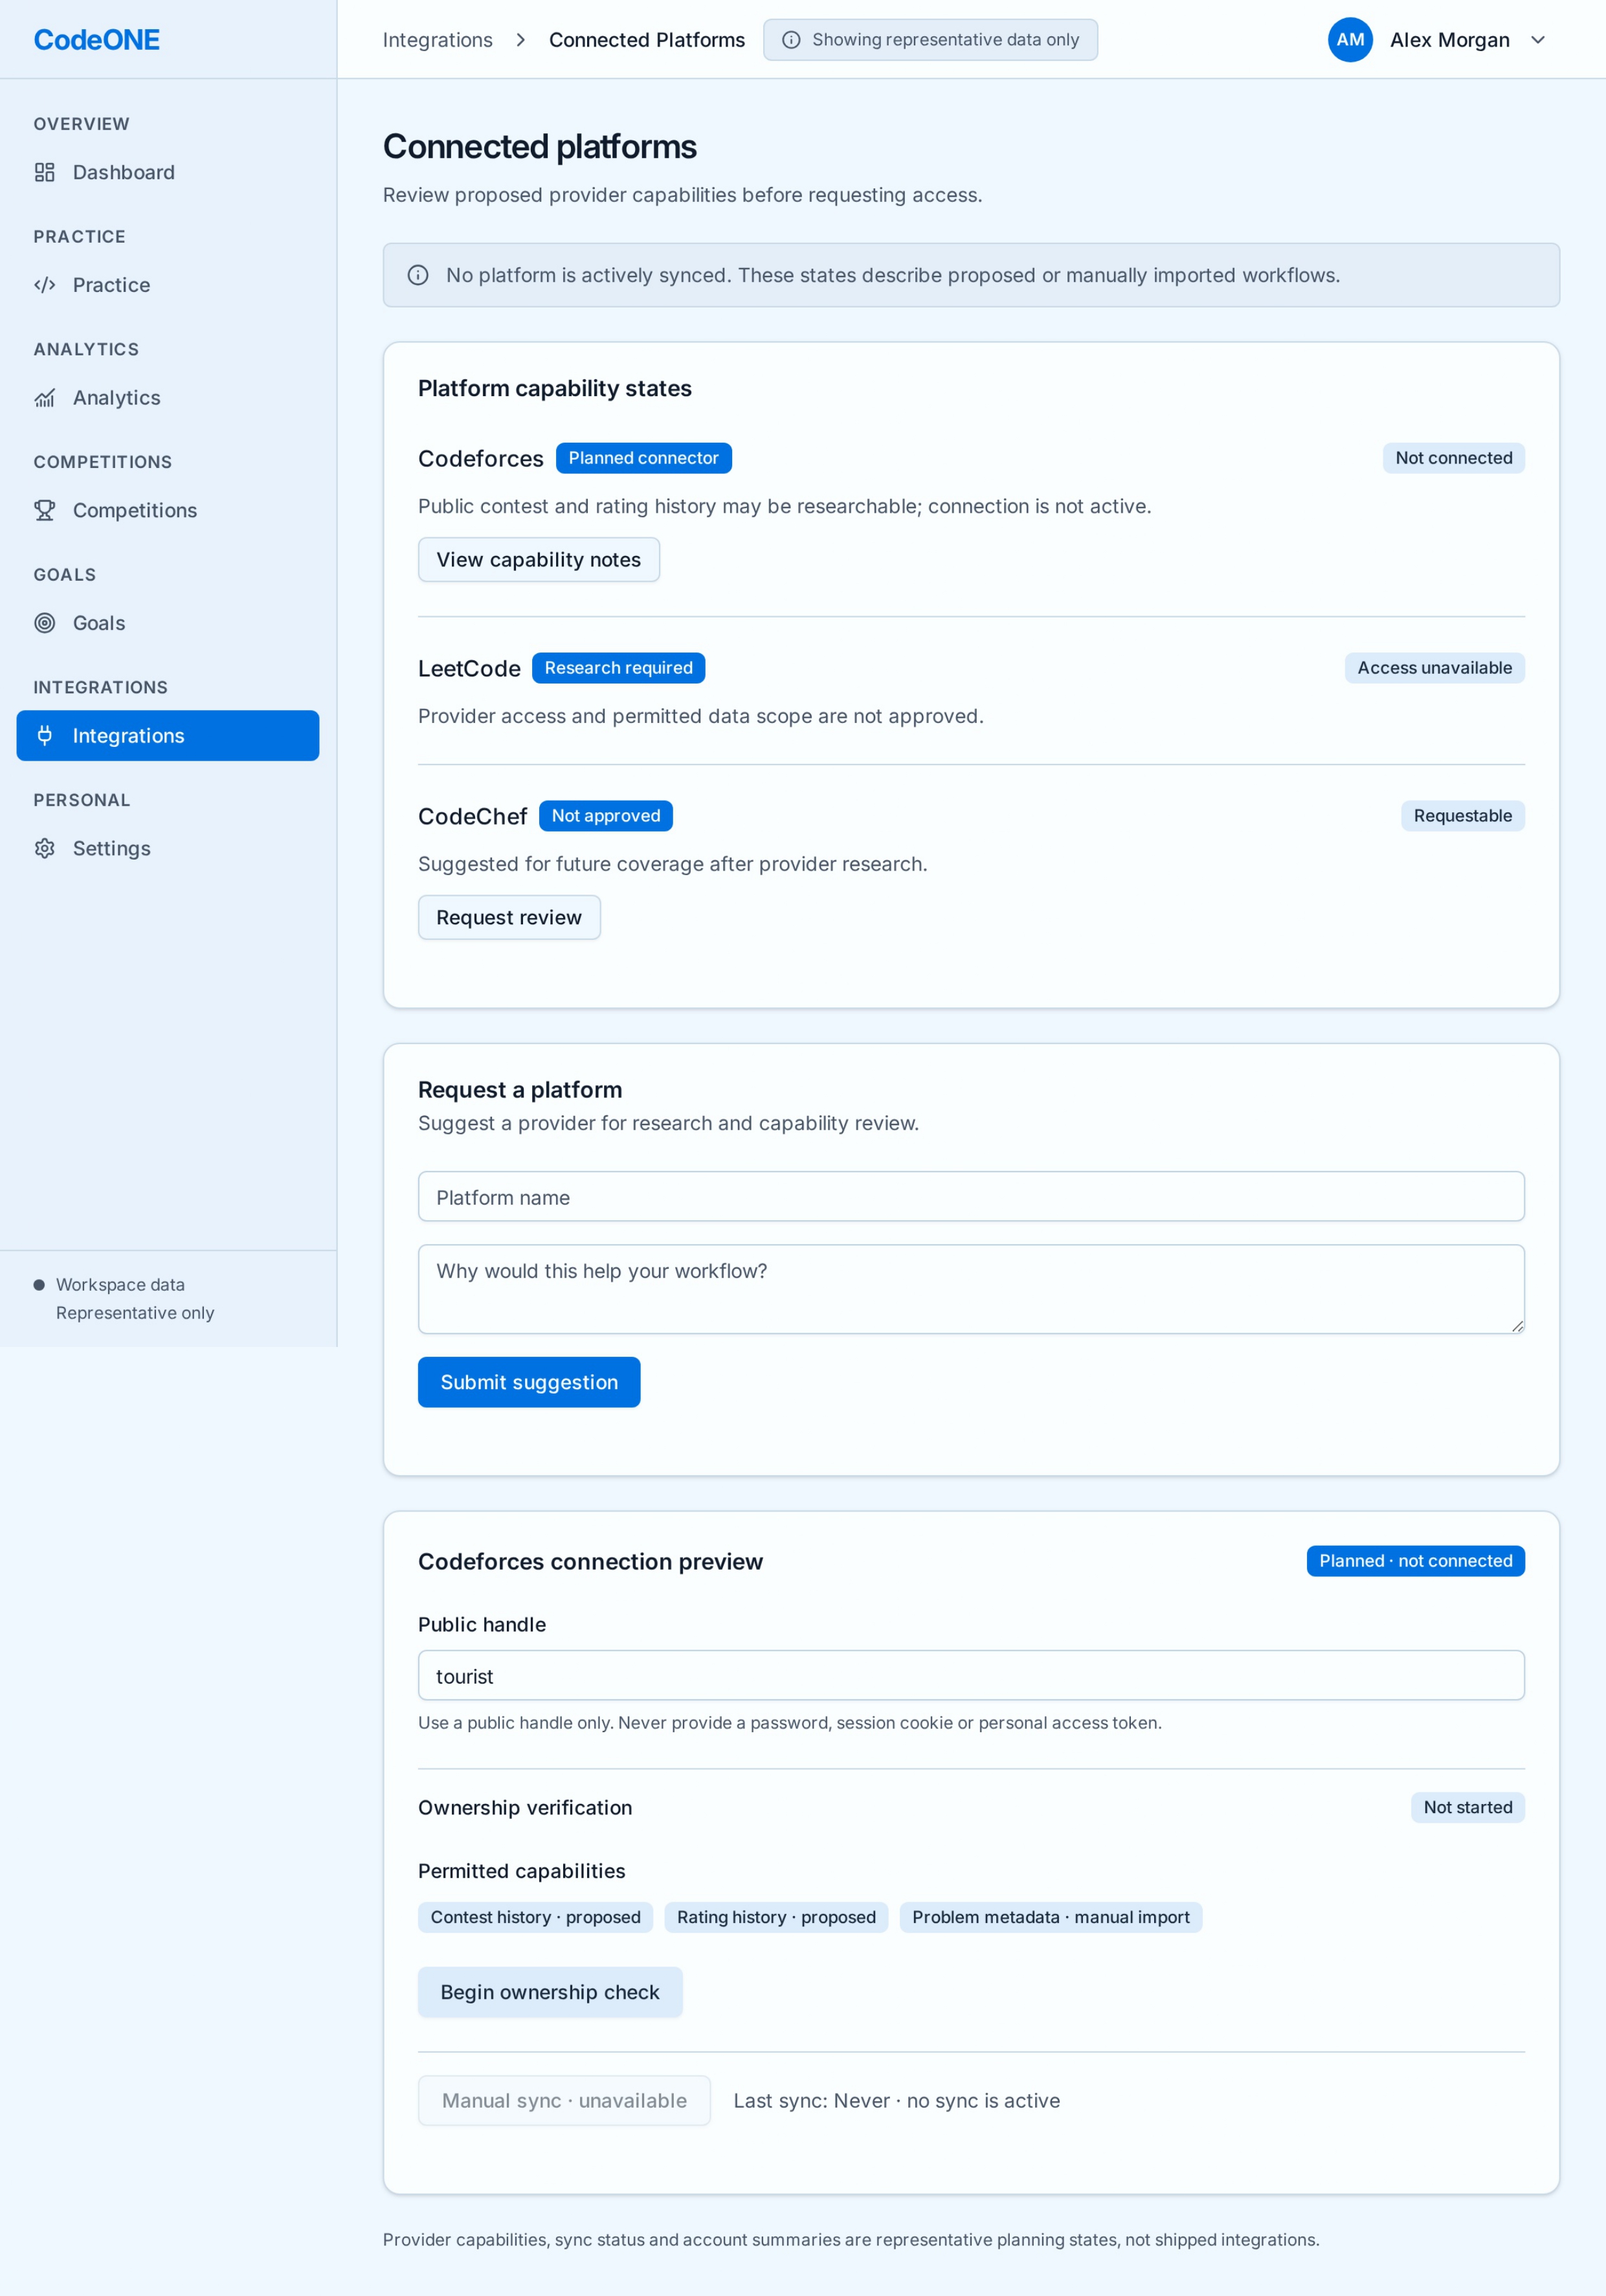 CodeONE
Integrations > Connected Platforms
Showing representative data only
AM Alex Morgan
OVERVIEW
Dashboard
PRACTICE
Practice
ANALYTICS
Analytics
COMPETITIONS
Competitions
GOALS
Goals
INTEGRATIONS
Integrations
PERSONAL
Settings
Workspace data
Representative only
Connected platforms
Review proposed provider capabilities before requesting access.
No platform is actively synced. These states describe proposed or manually imported workflows.
Platform capability states
Codeforces Planned connector Not connected
Public contest and rating history may be researchable; connection is not active.
View capability notes
LeetCode Research required Access unavailable
Provider access and permitted data scope are not approved.
CodeChef Not approved Requestable
Suggested for future coverage after provider research.
Request review
Request a platform
Suggest a provider for research and capability review.
Platform name
Why would this help your workflow?
Submit suggestion
Codeforces connection preview Planned · not connected
Public handle
tourist
Use a public handle only. Never provide a password, session cookie or personal access token.
Ownership verification Not started
Permitted capabilities
Contest history · proposed Rating history · proposed Problem metadata · manual import
Begin ownership check
Manual sync · unavailable Last sync: Never · no sync is active
Provider capabilities, sync status and account summaries are representative planning states, not shipped integrations.